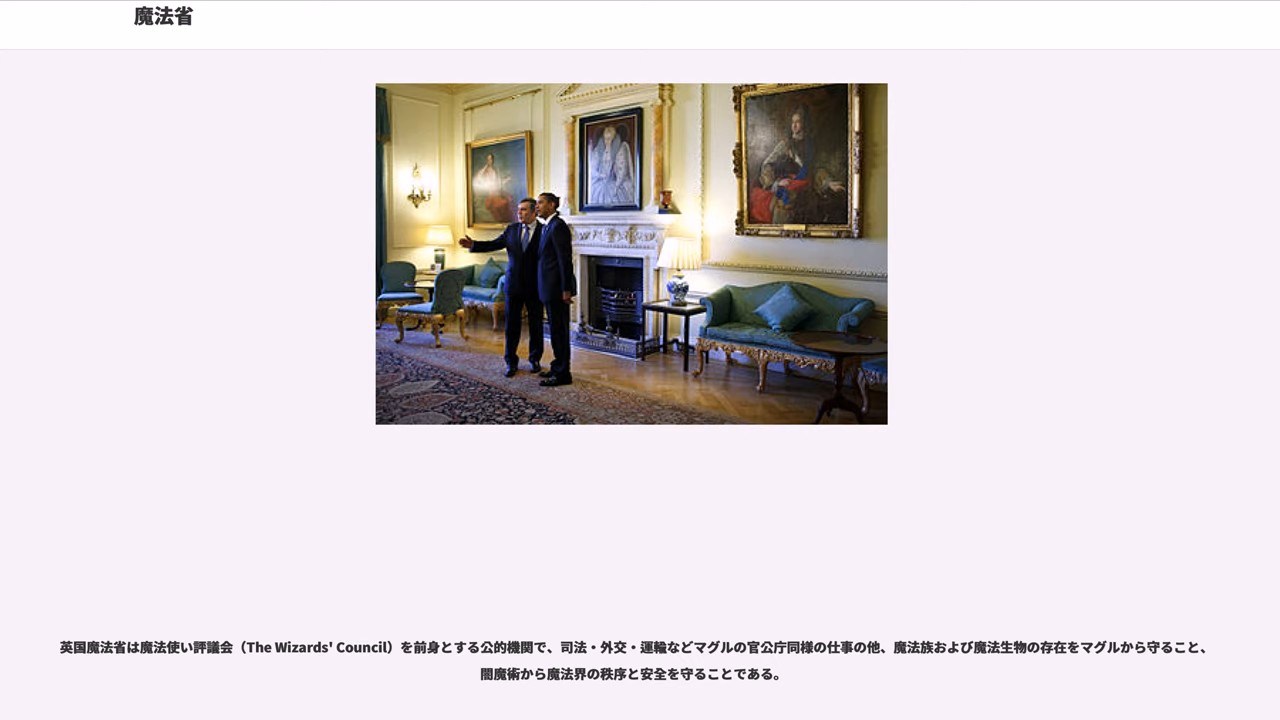 魔法省
英国魔法省は魔法使い評議会（The Wizards' Council）を前身とする公的機関で、司法・外交・運輸などマグルの官公庁同様の仕事の他、魔法族および魔法生物の存在をマグルから守ること、
闇魔術から魔法界の秩序と安全を守ることである。